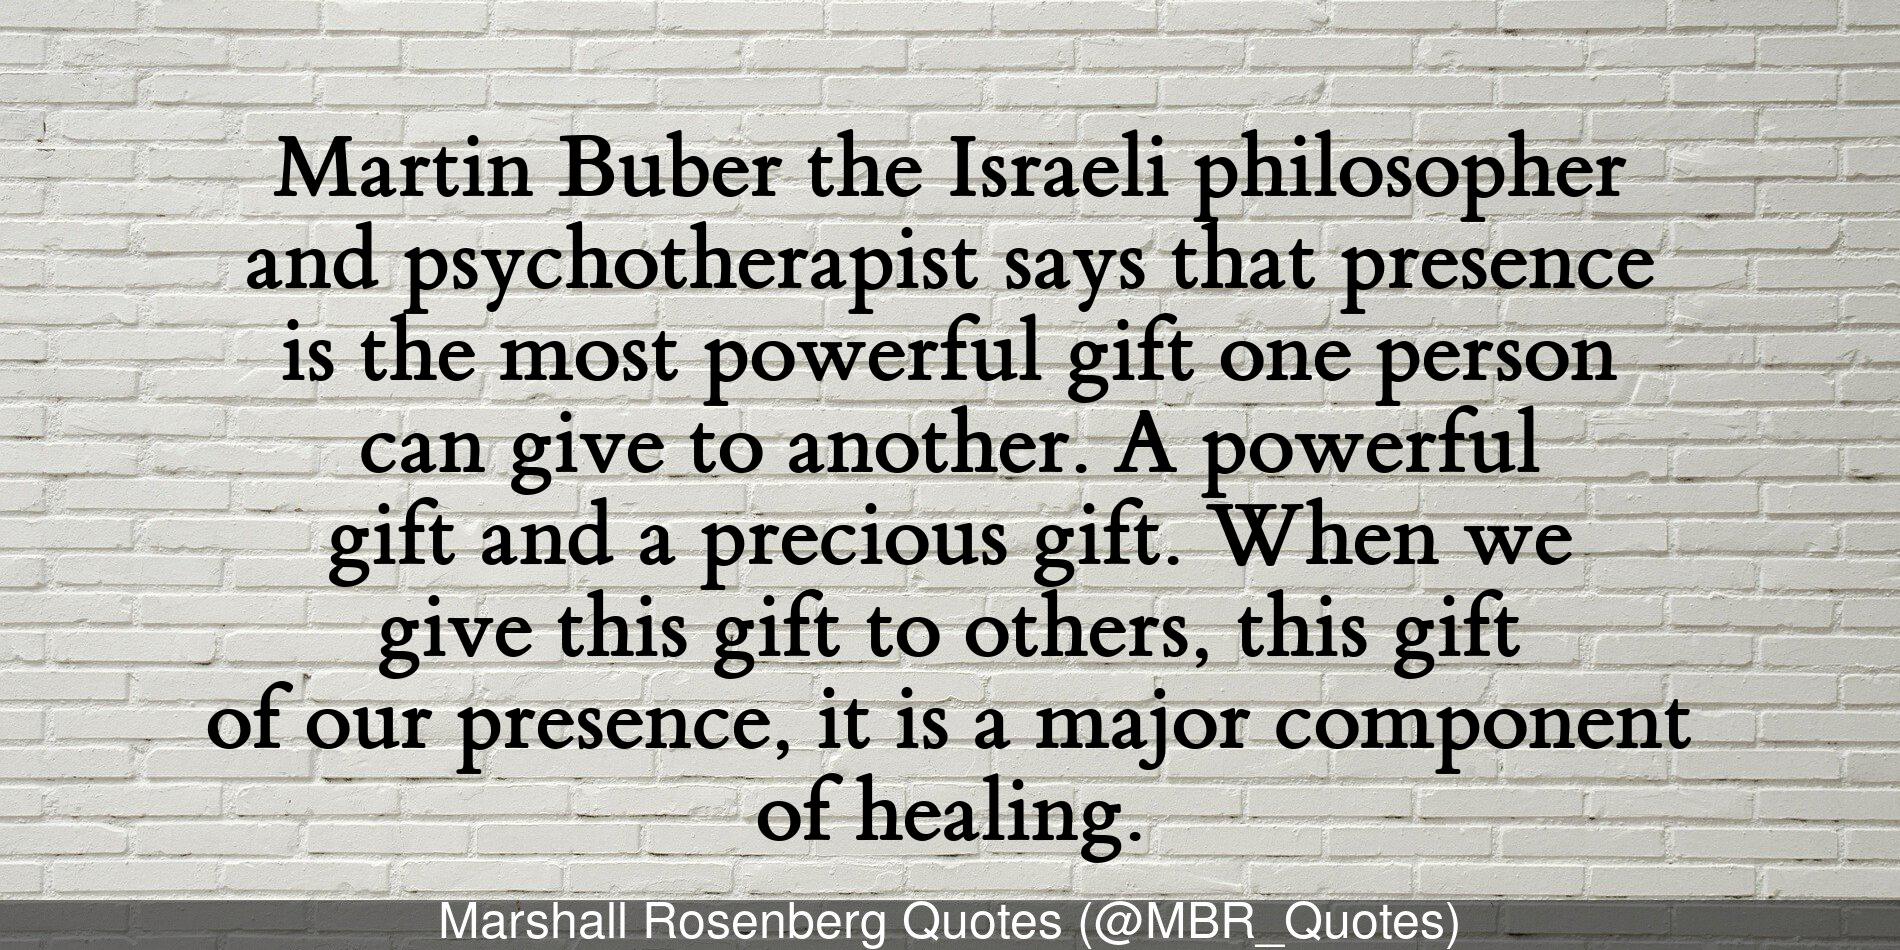 Martin Buber the Israeli philosopher
and psychotherapist says that presence
is the most powerful gift one person
can give to another. A powerful
gift and a precious gift. When we
give this gift to others, this gift
of our presence, it is a major component
of healing.
Marshall Rosenberg Quotes (@MBR_Quotes)